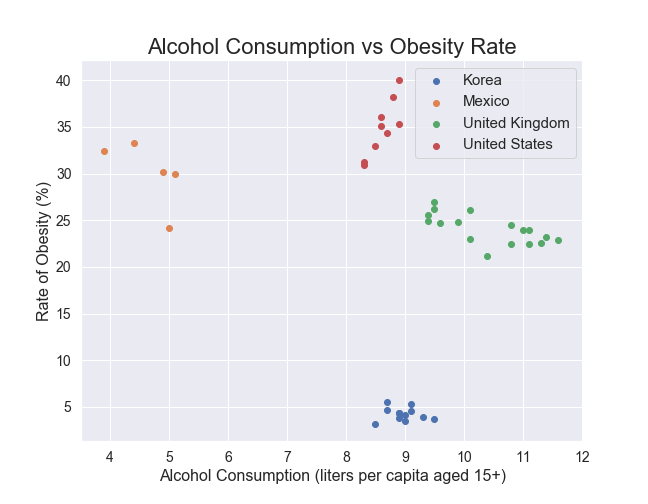 Alcohol Consumption vs Obesity Rate
Korea
Mexico
United Kingdom
United States
Rate of Obesity (%)
40
35
30
25
20
15
10
5
4 5 6 7 8 9 10 11 12
Alcohol Consumption (liters per capita aged 15+)